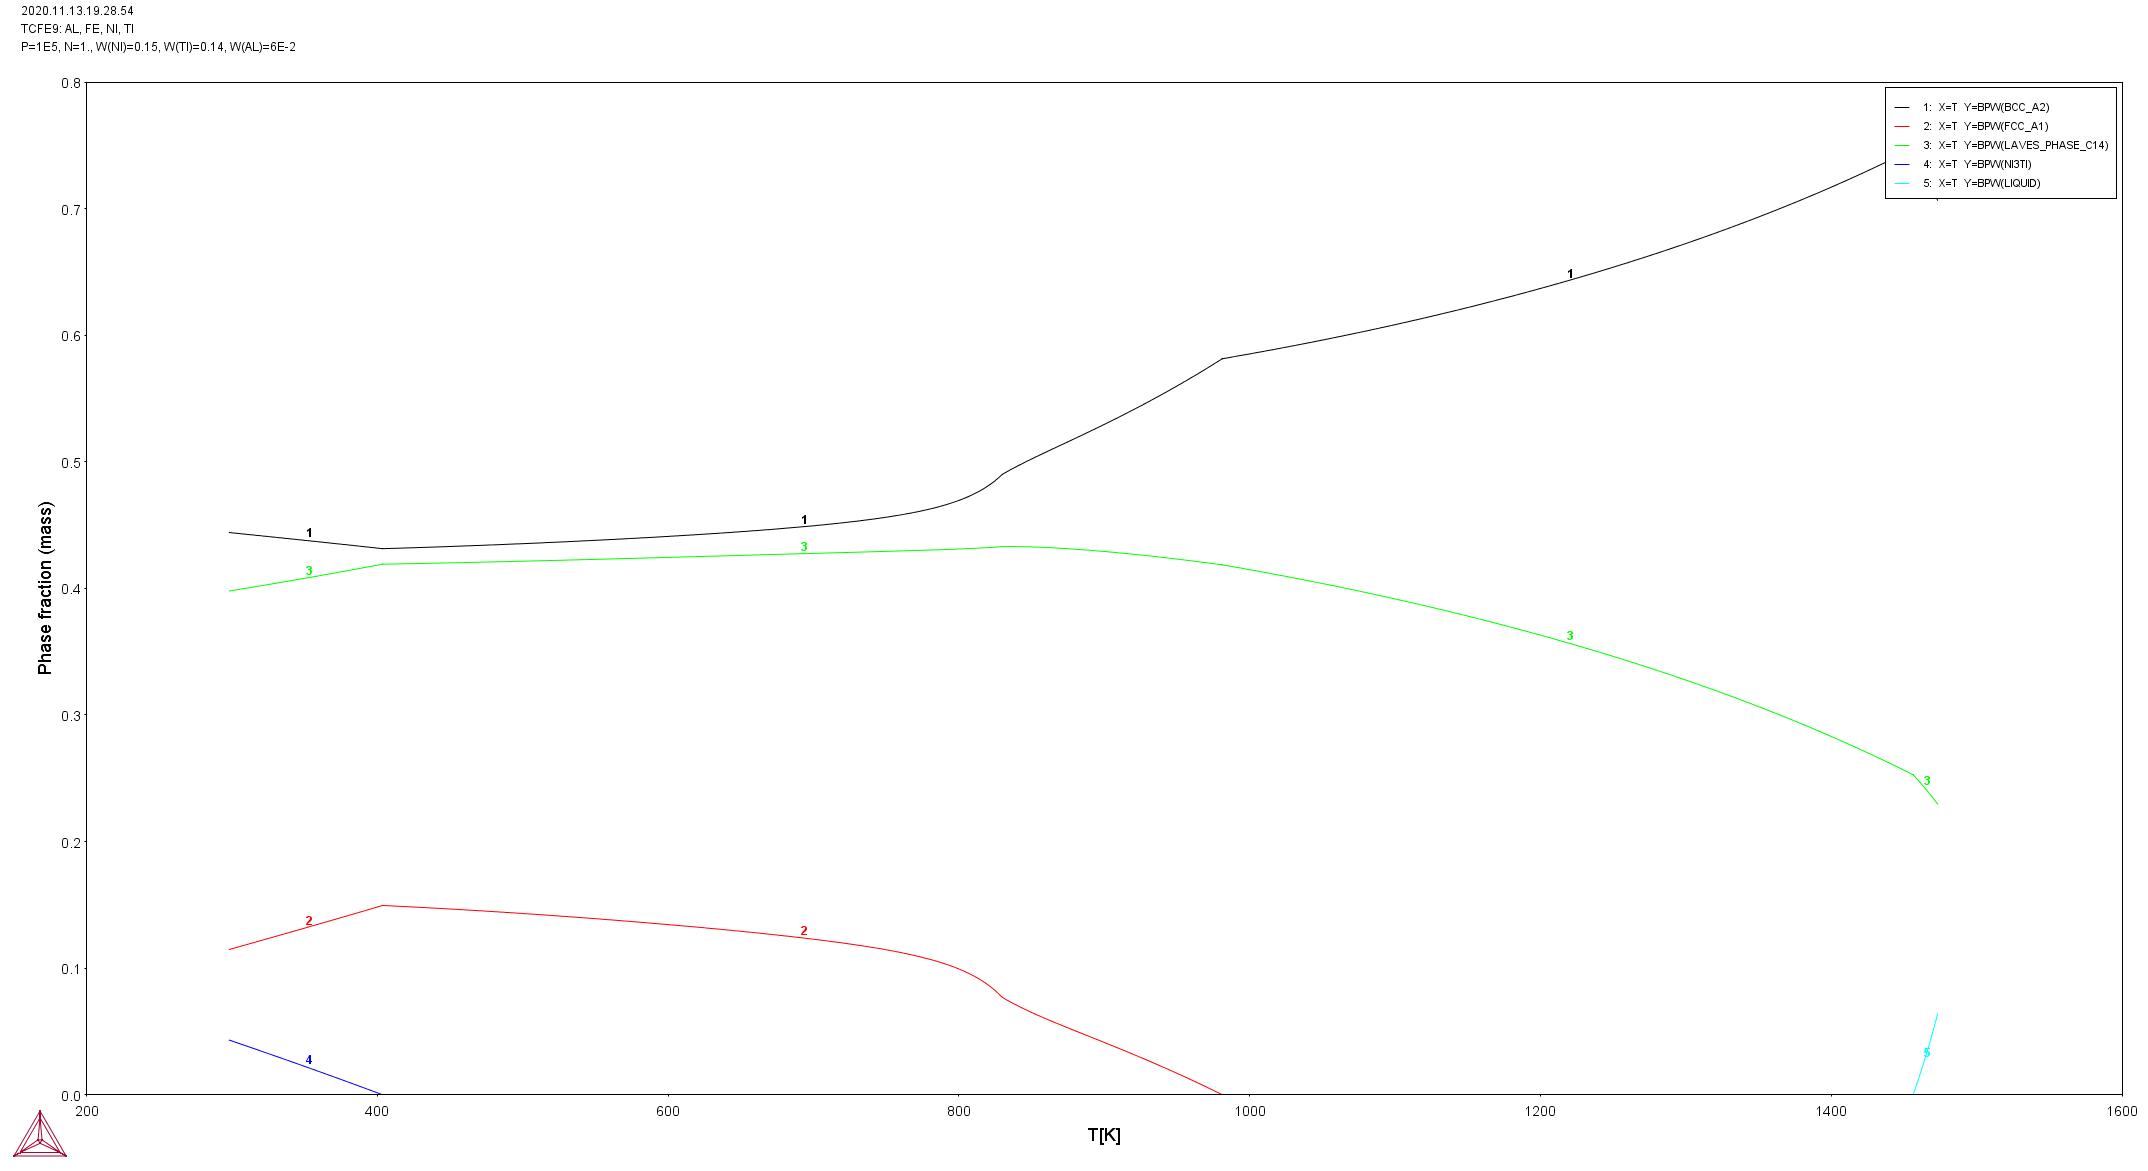 2020.11.13.19.28.54
TCFE9: AL, FE, NI, TI
P=1E5, N=1., W(NI)=0.15, W(TI)=0.14, W(AL)=6E-2
0.8
0.7
0.6
0.5
0.4
0.3
0.2
0.1
0.0
Phase fraction (mass)
1: X=T Y=BPW(BCC_A2)
2: X=T Y=BPW(FCC_A1)
3: X=T Y=BPW(LAVES_PHASE_C14)
4: X=T Y=BPW(NI3TI)
5: X=T Y=BPW(LIQUID)
1
1
1
3
3
3
3
2
2
4
5
200 400 600 800 1000 1200 1400 1600
T[K]